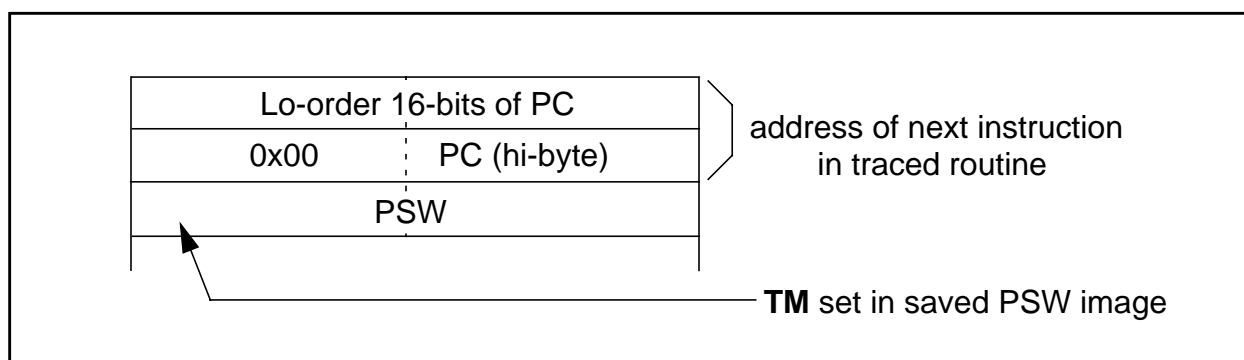 Lo-order 16-bits of PC
0x00 PC (hi-byte)
PSW
address of next instruction
in traced routine
TM set in saved PSW image